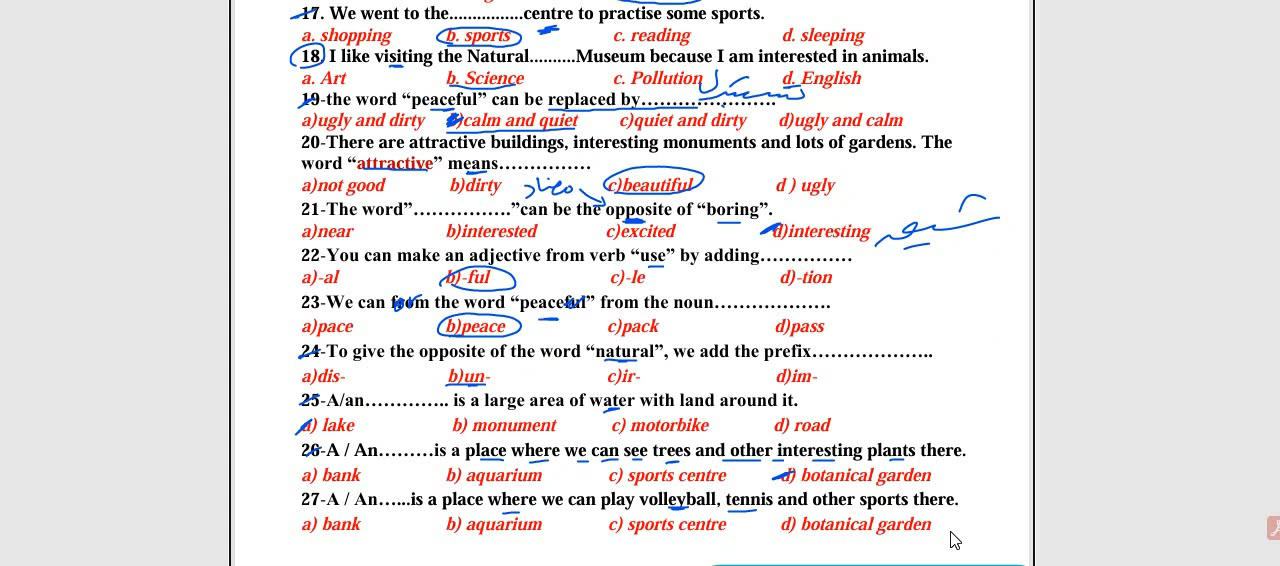 17. We went to the...............centre to practise some sports.
a. shopping b. sports c. reading d. sleeping
18. I like visiting the Natural..........Museum because I am interested in animals.
a. Art b. Science c. Pollution d. English
19-the word “peaceful” can be replaced by……………………….
a)ugly and dirty b)calm and quiet c)quiet and dirty d)ugly and calm
20-There are attractive buildings, interesting monuments and lots of gardens. The
word “attractive” means……………
a)not good b)dirty c)beautiful d ) ugly
21-The word”…………….”can be the opposite of “boring”.
a)near b)interested c)excited d)interesting
22-You can make an adjective from verb “use” by adding……………
a)-al b)-ful c)-le d)-tion
23-We can form the word “peaceful” from the noun……………….
a)pace b)peace c)pack d)pass
24-To give the opposite of the word “natural”, we add the prefix………………..
a)dis- b)un- c)ir- d)im-
25-A/an………….. is a large area of water with land around it.
a) lake b) monument c) motorbike d) road
26-A / An………is a place where we can see trees and other interesting plants there.
a) bank b) aquarium c) sports centre d) botanical garden
27-A / An…...is a place where we can play volleyball, tennis and other sports there.
a) bank b) aquarium c) sports centre d) botanical garden